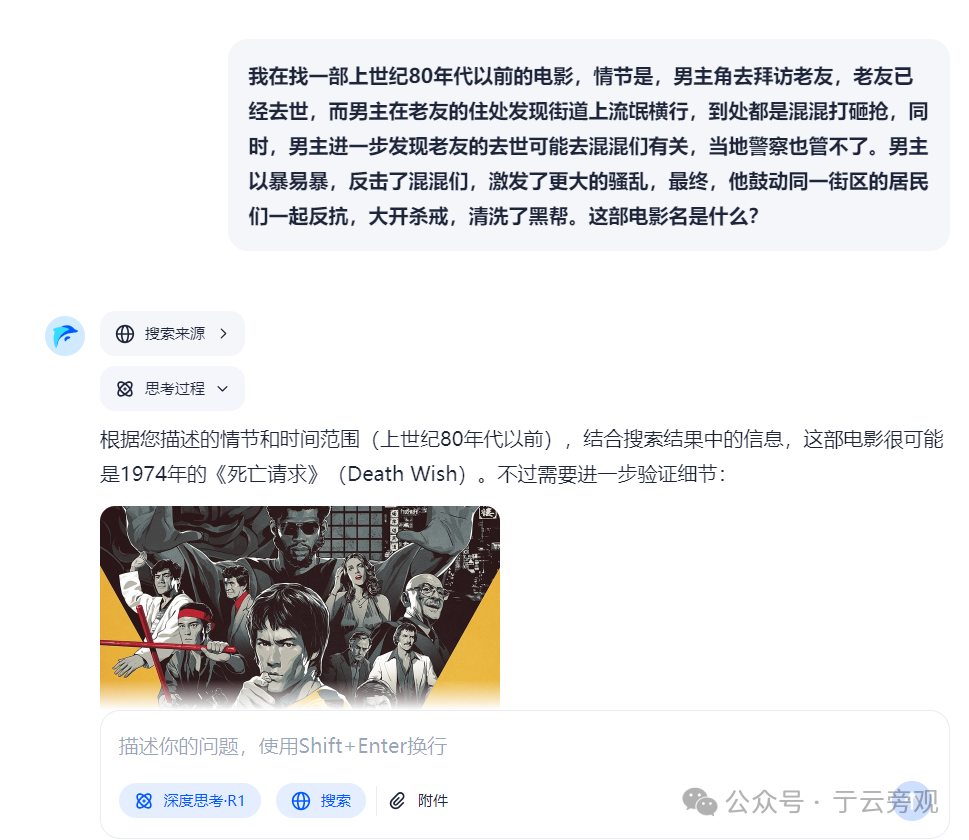 我在找一部上世纪80年代以前的电影，情节是，男主角去拜访老友，老友已
经去世，而男主在老友的住处发现街道上流氓横行，到处都是混混打砸抢，同
时，男主进一步发现老友的去世可能去混混们有关，当地警察也管不了。男主
以暴易暴，反击了混混们，激发了更大的骚乱，最终，他鼓动同一街区的居民
们一起反抗，大开杀戒，清洗了黑帮。这部电影名是什么？
搜索来源
思考过程
根据您描述的情节和时间范围（上世纪80年代以前），结合搜索结果中的信息，这部电影很可能
是1974年的《死亡请求》（Death Wish）。不过需要进一步验证细节：
描述你的问题，使用Shift+Enter换行
深度思考·R1 搜索 附件
公众号 · 亍云旁观